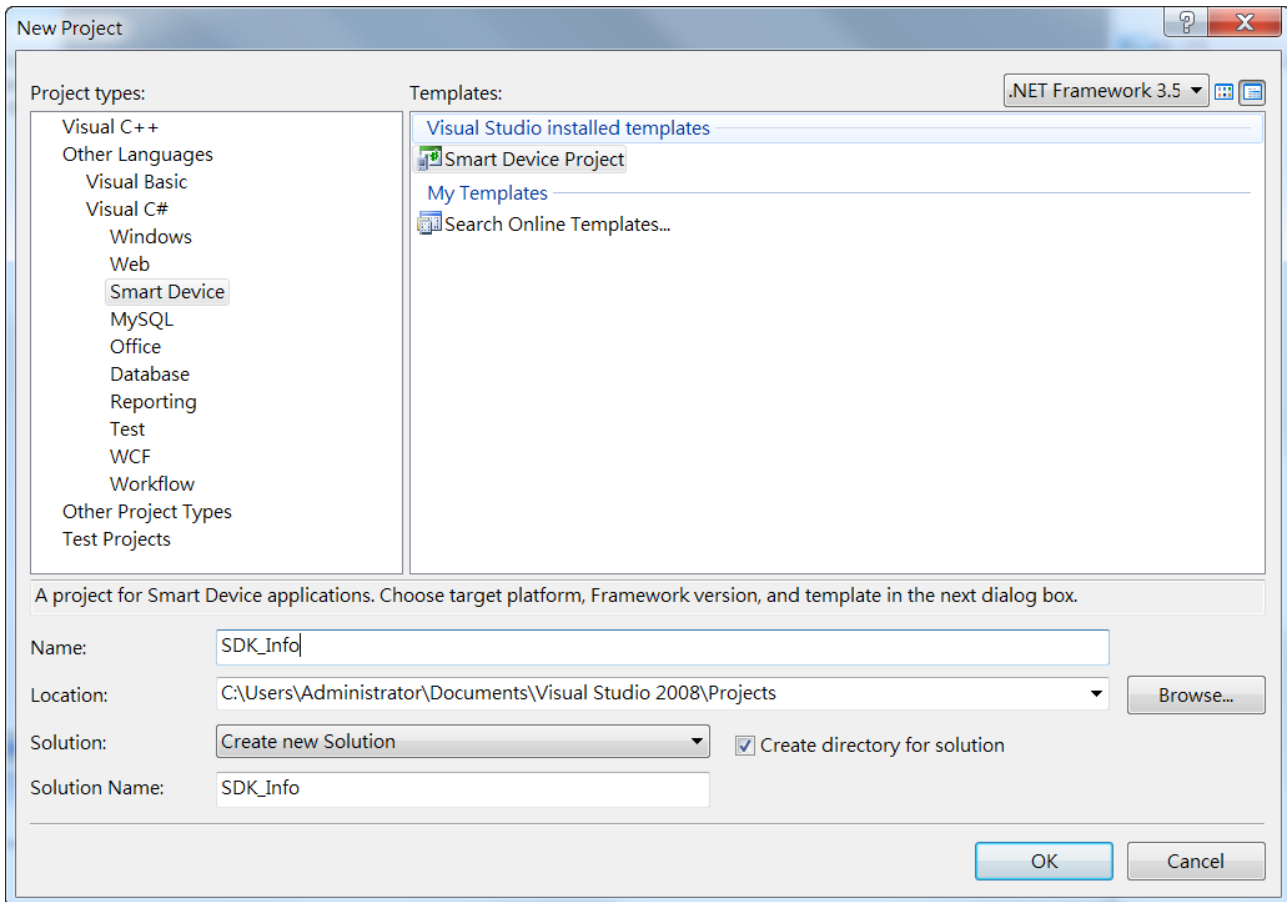 New Project
Project types:
Templates:
.NET Framework 3.5
Visual C++
Other Languages
Visual Basic
Visual C#
Windows
Web
Smart Device
MySQL
Office
Database
Reporting
Test
WCF
Workflow
Other Project Types
Test Projects
Visual Studio installed templates
Smart Device Project
My Templates
Search Online Templates...
A project for Smart Device applications. Choose target platform, Framework version, and template in the next dialog box.
Name:
SDK_Info
Location:
C:\Users\Administrator\Documents\Visual Studio 2008\Projects
Browse...
Solution:
Create new Solution
Create directory for solution
Solution Name:
SDK_Info
OK
Cancel